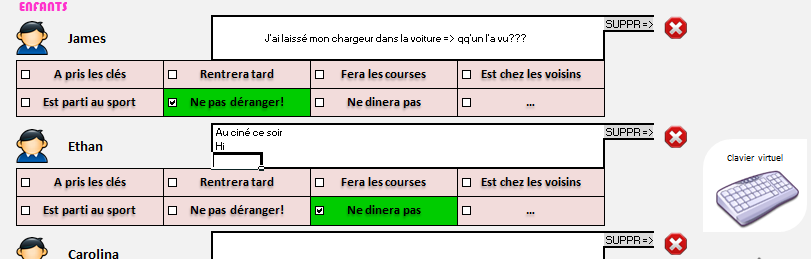 ENFANTS
SUPPR =>
James
J'ai laissé mon chargeur dans la voiture => qq'un l'a vu???
A pris les clés Rentrera tard Fera les courses Est chez les voisins
Est parti au sport Ne pas déranger! Ne dinera pas ...
SUPPR =>
Au ciné ce soir
Ethan
Hi
Clavier virtuel
A pris les clés Rentrera tard Fera les courses Est chez les voisins
Est parti au sport Ne pas déranger! Ne dinera pas ...
SUPPR =>
Carolina